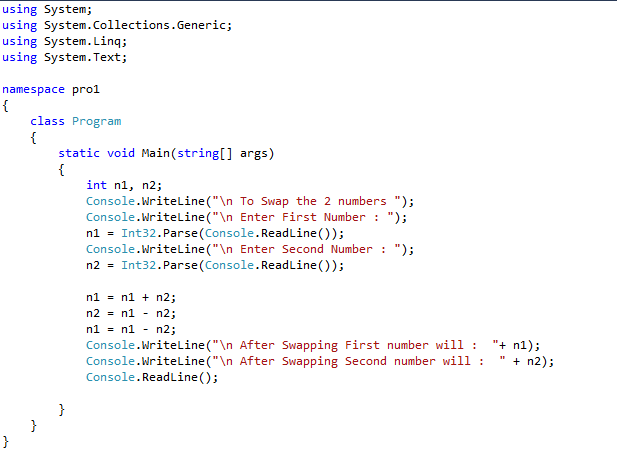 using System;
using System.Collections.Generic;
using System.Linq;
using System.Text;

namespace pro1
{
    class Program
    {
        static void Main(string[] args)
        {
            int n1, n2;
            Console.WriteLine("\n To Swap the 2 numbers ");
            Console.WriteLine("\n Enter First Number : ");
            n1 = Int32.Parse(Console.ReadLine());
            Console.WriteLine("\n Enter Second Number : ");
            n2 = Int32.Parse(Console.ReadLine());

            n1 = n1 + n2;
            n2 = n1 - n2;
            n1 = n1 - n2;
            Console.WriteLine("\n After Swapping First number will :  "+ n1);
            Console.WriteLine("\n After Swapping Second number will :  " + n2);
            Console.ReadLine();

        }
    }
}